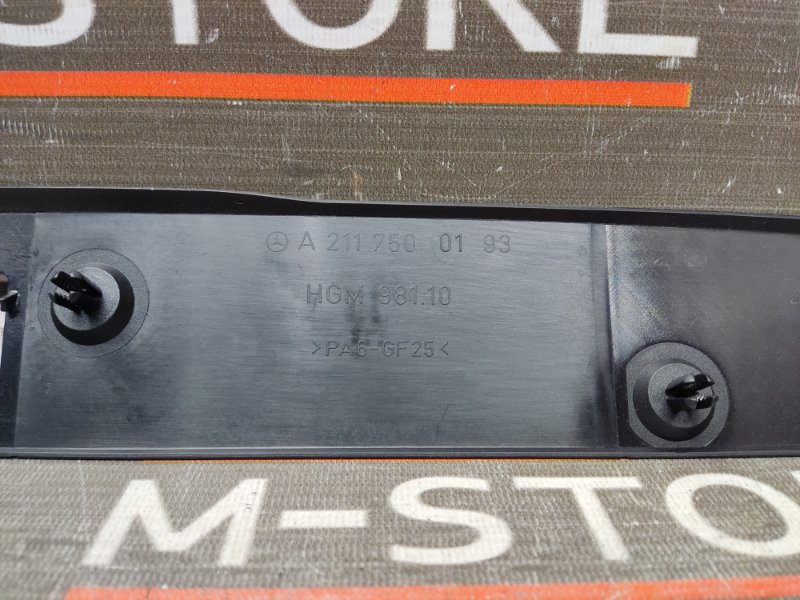 STORE
A 211 750 01 93
HGM 981.10
>PA6-GF25<
M-STO